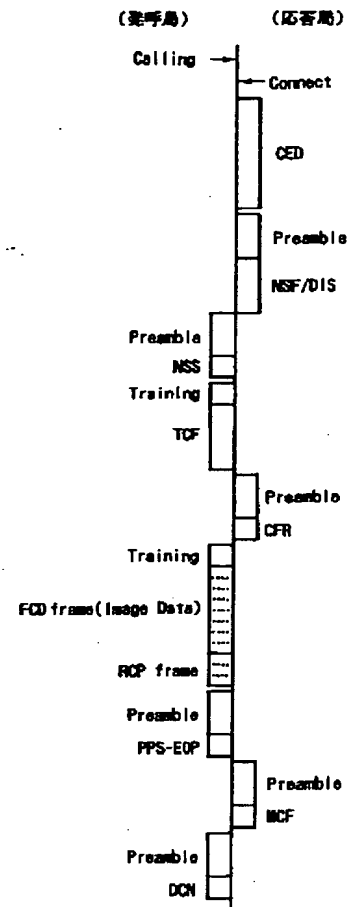 (発呼局) (応答局)
Calling
Connect
CED
Preamble
NSF/DIS
Preamble
NSS
Training
TCF
Preamble
CFR
Training
FCD frame(Image Data)
RCP frame
Preamble
PPS-EOP
Preamble
MCF
Preamble
DCN